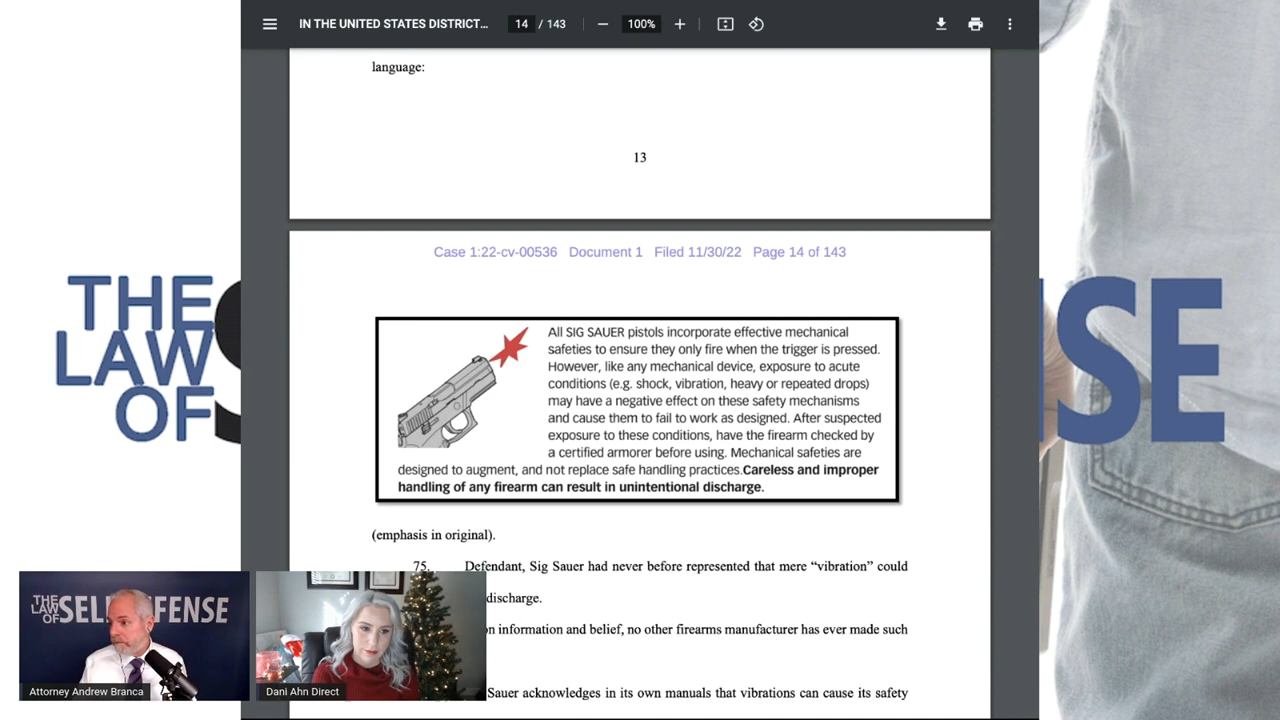 IN THE UNITED STATES DISTRICT...
14 / 143
100%
language:
13
Case 1:22-cv-00536 Document 1 Filed 11/30/22 Page 14 of 143
All SIG SAUER pistols incorporate effective mechanical
safeties to ensure they only fire when the trigger is pressed.
However, like any mechanical device, exposure to acute
conditions (e.g. shock, vibration, heavy or repeated drops)
may have a negative effect on these safety mechanisms
and cause them to fail to work as designed. After suspected
exposure to these conditions, have the firearm checked by
a certified armorer before using. Mechanical safeties are
designed to augment, and not replace safe handling practices.Careless and improper
handling of any firearm can result in unintentional discharge.
(emphasis in original).
75. Defendant, Sig Sauer had never before represented that mere “vibration” could
discharge.
on information and belief, no other firearms manufacturer has ever made such
Sauer acknowledges in its own manuals that vibrations can cause its safety
THE
LAW
OF
SE
THE
LAW
OF
Attorney Andrew Branca
Dani Ahn Direct